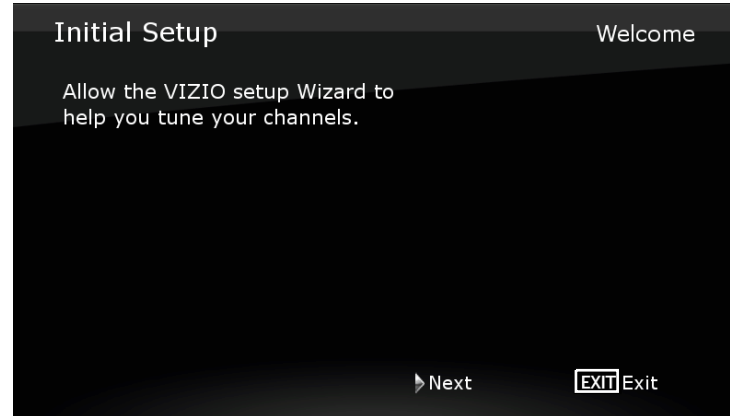 Initial Setup
Welcome
Allow the VIZIO setup Wizard to
help you tune your channels.
Next
EXIT Exit